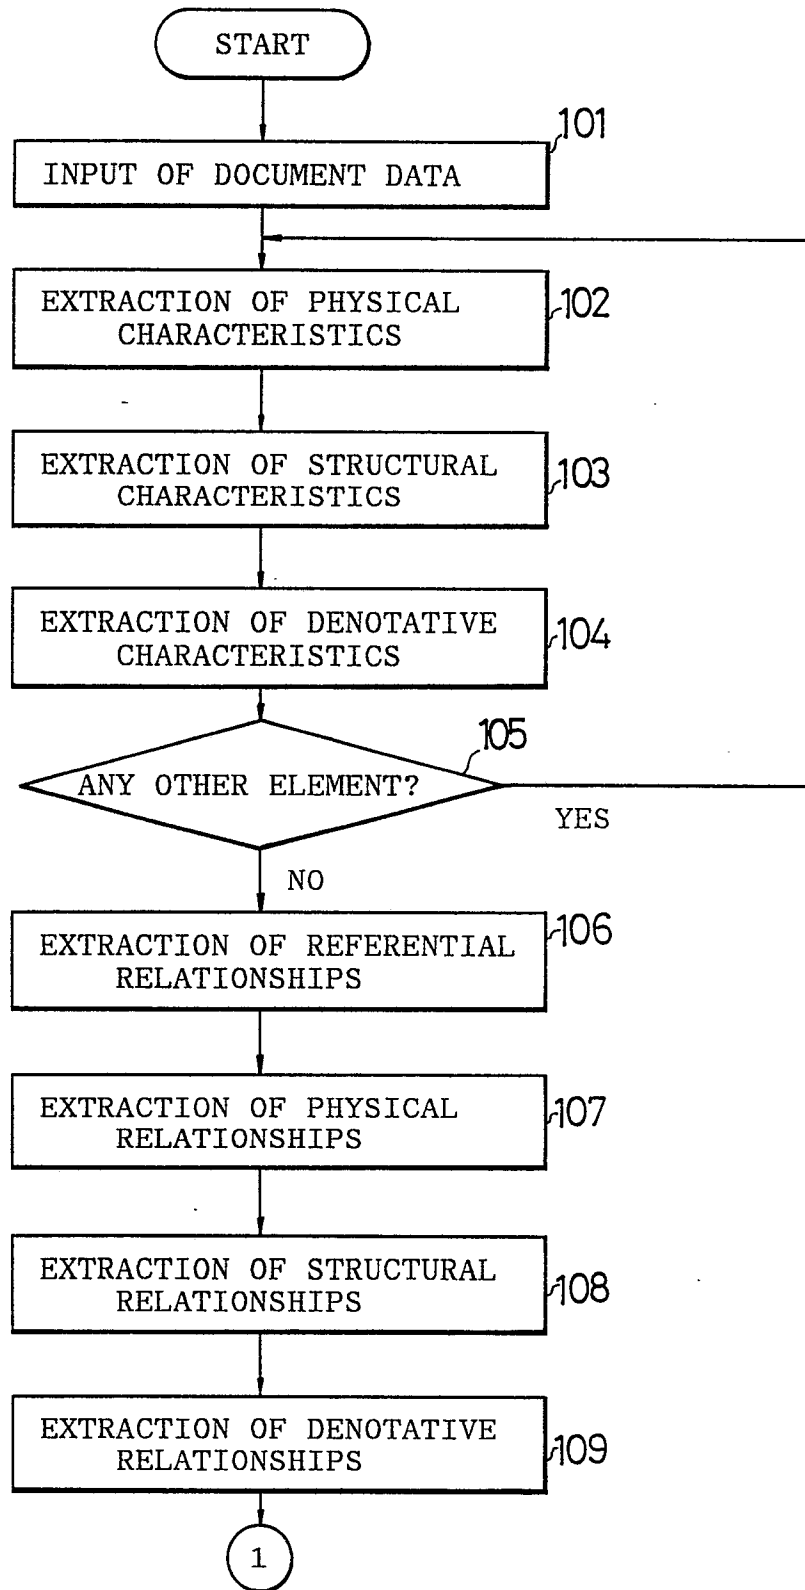 START
101
INPUT OF DOCUMENT DATA
EXTRACTION OF PHYSICAL
CHARACTERISTICS
102
EXTRACTION OF STRUCTURAL
CHARACTERISTICS
103
EXTRACTION OF DENOTATIVE
CHARACTERISTICS
104
105
ANY OTHER ELEMENT?
YES
NO
EXTRACTION OF REFERENTIAL
RELATIONSHIPS
106
EXTRACTION OF PHYSICAL
RELATIONSHIPS
107
EXTRACTION OF STRUCTURAL
RELATIONSHIPS
108
EXTRACTION OF DENOTATIVE
RELATIONSHIPS
109
1